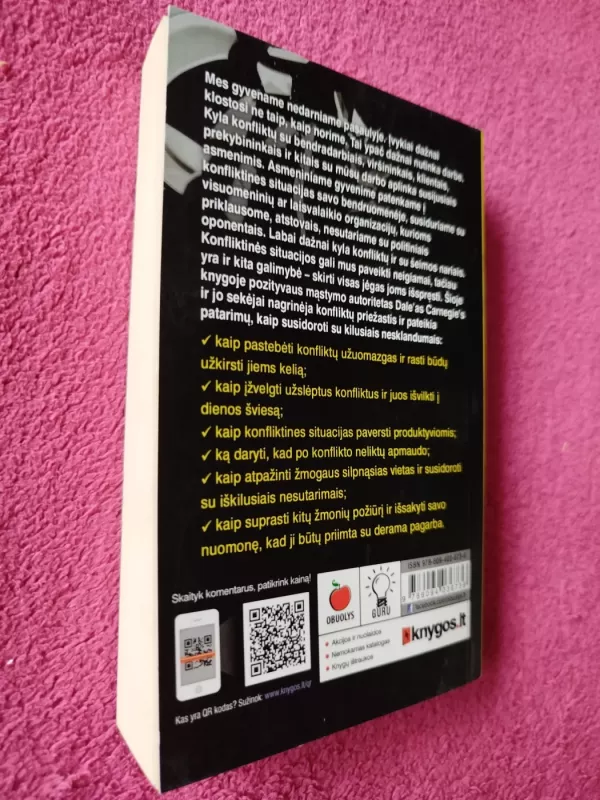 Mes gyvename nedarniame pasaulyje. Įvykiai dažnai
klostosi ne taip, kaip norime. Tai ypač dažnai nutinka darbe.
Kyla konfliktų su bendradarbiais, viršininkais, klientais,
prekybininkais ir kitais su mūsų darbo aplinka susijusiais
asmenimis. Asmeniniame gyvenime patenkame į
konfliktines situacijas savo bendruomenėje, susiduriame su
visuomeninių ar laisvalaikio organizacijų, kurioms
priklausome, atstovais, nesutariame su politiniais
oponentais. Labai dažnai kyla konfliktų ir su šeimos nariais.
Konfliktinės situacijos gali mus paveikti neigiamai, tačiau
yra ir kita galimybė – skirti visas jėgas joms išspręsti. Šioje
knygoje pozityvaus mąstymo autoritetas Dale'as Carnegie's
ir jo sekėjai nagrinėja konfliktų priežastis ir pateikia
patarimų, kaip susidoroti su kilusiais nesklandumais:
✓ kaip pastebėti konfliktų užuomazgas ir rasti būdų
užkirsti jiems kelią;
✓ kaip įžvelgti užslėptus konfliktus ir juos išvilkti į
dienos šviesą;
✓ kaip konfliktines situacijas paversti produktyviomis;
✓ ką daryti, kad po konflikto neliktų apmaudo;
✓ kaip atpažinti žmogaus silpnąsias vietas ir susidoroti
su iškilusiais nesutarimais;
✓ kaip suprasti kitų žmonių požiūrį ir išsakyti savo
nuomonę, kad ji būtų priimta su derama pagarba.
Skaityk komentarus, patikrink kainą!
Kas yra QR kodas? Sužinok: www.knygos.lt/qr
OBUOLYS
GURU
• Akcijos ir nuolaidos
• Nemokamas katalogas
• Knygų ištraukos
ISBN
knygos.lt